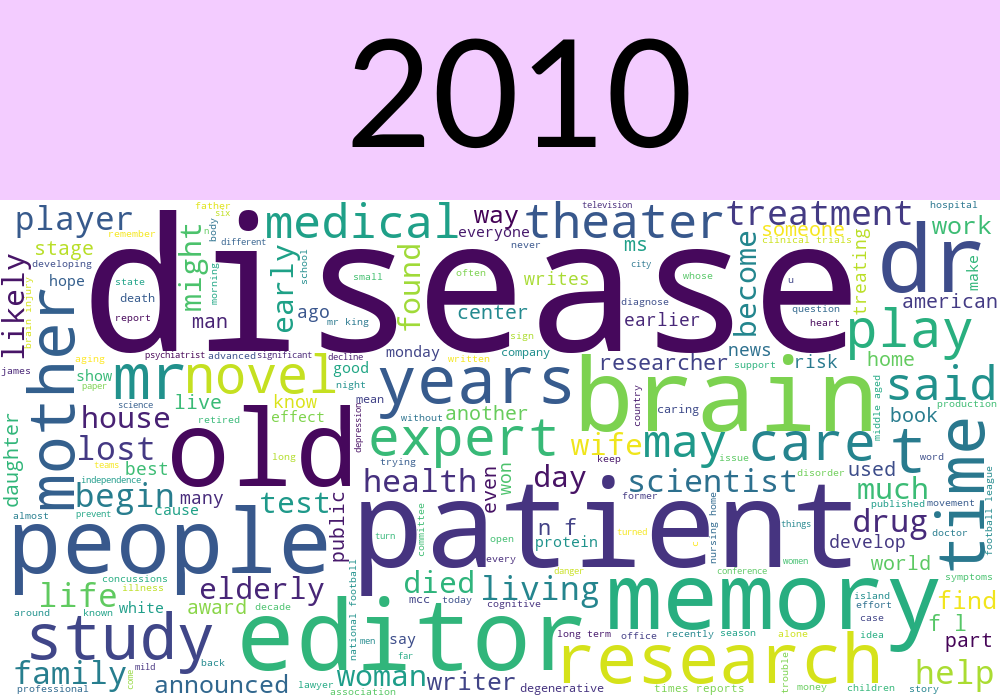 2010
father
six
television
hospital
player
remember
n
body
different
medical
way
everyone
theater
treatment
someone
clinical trials
work
stage
developing
might
morning
early
school
disease
never
ms
city
become
treating
dr
make
likely
hope
state
death
report
brain injury
man
ago
small
mr king
found
often
writes
center
sign
diagnose
earlier
whose
u
question
heart
american
play
mother
james
aging
psychiatrist
advanced
significant
decline
monday
written
company
researcher
news
support
risk
home
show
paper
mr
novel
good
night
mean
years
brain
country
caring
middle aged
said
production
science
live
know
retired
effect
without
another
book
daughter
house
lost
old
long
depression
expert
wife
keep
may
issue
care
t
word
time
teams
best
independence
trying
health
even
won
day
scientist
disorder
used
begin
many
test
public
former
nursing home
much
published
movement
football league
almost
prevent
cause
people
turn
committee
open
n f
protein
every
turned
u
patient
things
women
drug
develop
doctor
world
concussions
illness
danger
conference
symptoms
life
elderly
died
living
cognitive
mcc
today
memory
island
effort
case
find
around
known
white
award
decade
national football
men
say
far
editor
long term
office
recently
season
alone
idea
f l
part
study
back
family
mild
come
professional
announced
lawyer
association
woman
writer
degenerative
research
times reports
trouble
money
children
story
help